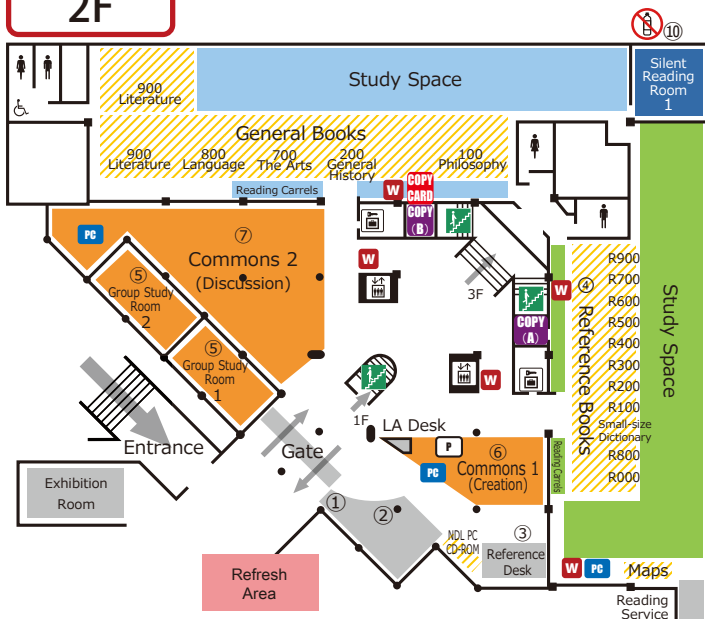 2F
⑩
Silent
Reading
Room
1
Study Space
900
Literature
General Books
900
Literature
800
Language
700
The Arts
200
General
History
100
Philosophy
Reading Carrels
W
COPY
CARD
COPY
(B)
PC
⑦
Commons 2
(Discussion)
W
3F
⑤
Group Study
Room
2
⑤
Group Study
Room
1
W
COPY
(A)
④
Reference Books
R900
R700
R600
R500
R400
R300
R200
R100
Small-size
Dictionary
R800
R000
Study Space
W
1F
Entrance
Gate
LA Desk
P
PC
⑥
Commons 1
(Creation)
Reading Carrels
Exhibition
Room
①
②
③
NDL PC
CD-ROM
Reference
Desk
Refresh
Area
W
PC
Maps
Reading
Service